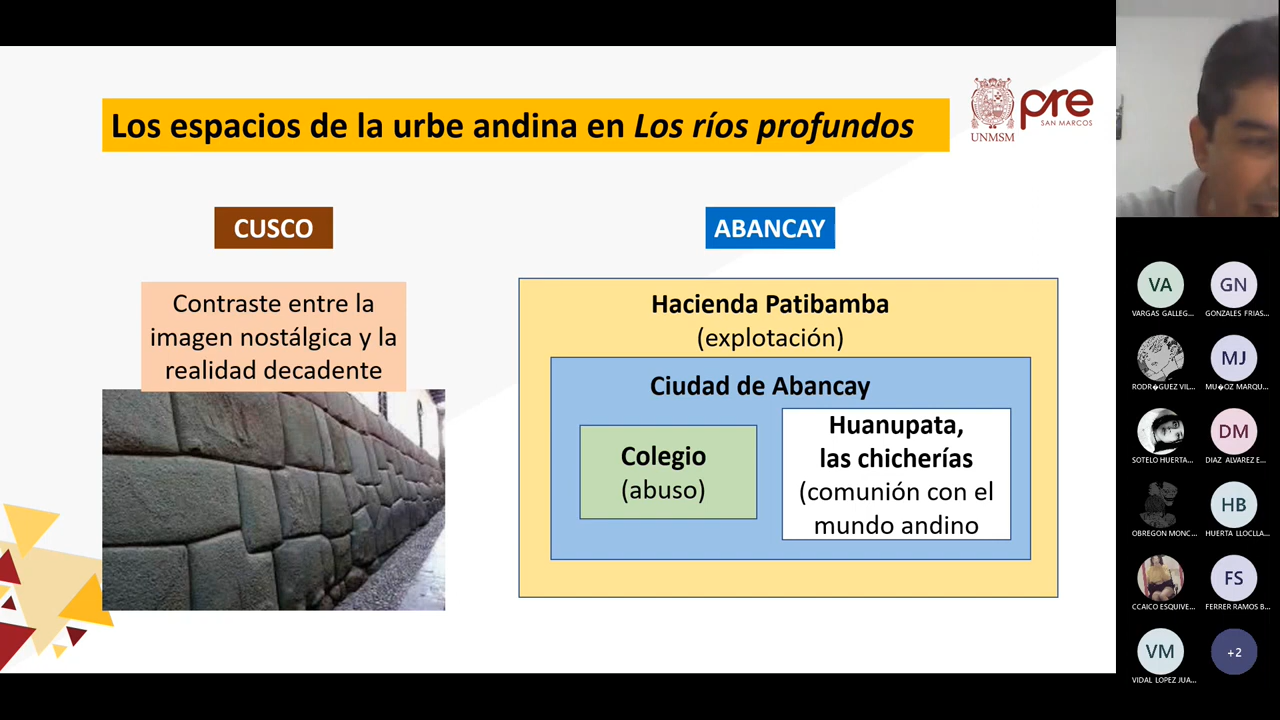 Los espacios de la urbe andina en Los ríos profundos
UNMSM
pre
SAN MARCOS
CUSCO
Contraste entre la
imagen nostálgica y la
realidad decadente
ABANCAY
Hacienda Patibamba
(explotación)
Ciudad de Abancay
Colegio
(abuso)
Huanupata,
las chicherías
(comunión con el
mundo andino
VA
VARGAS GALLEG...
GN
GONZALES FRIAS...
RODR�GUEZ VIL...
MJ
MU�OZ MARQU...
SOTELO HUERTA...
DM
DIAZ ALVAREZ E...
OBREGON MONC...
HB
HUERTA LLOCLLA...
CCAICO ESQUIVE...
FS
FERRER RAMOS B...
VM
VIDAL LOPEZ JUA...
+2